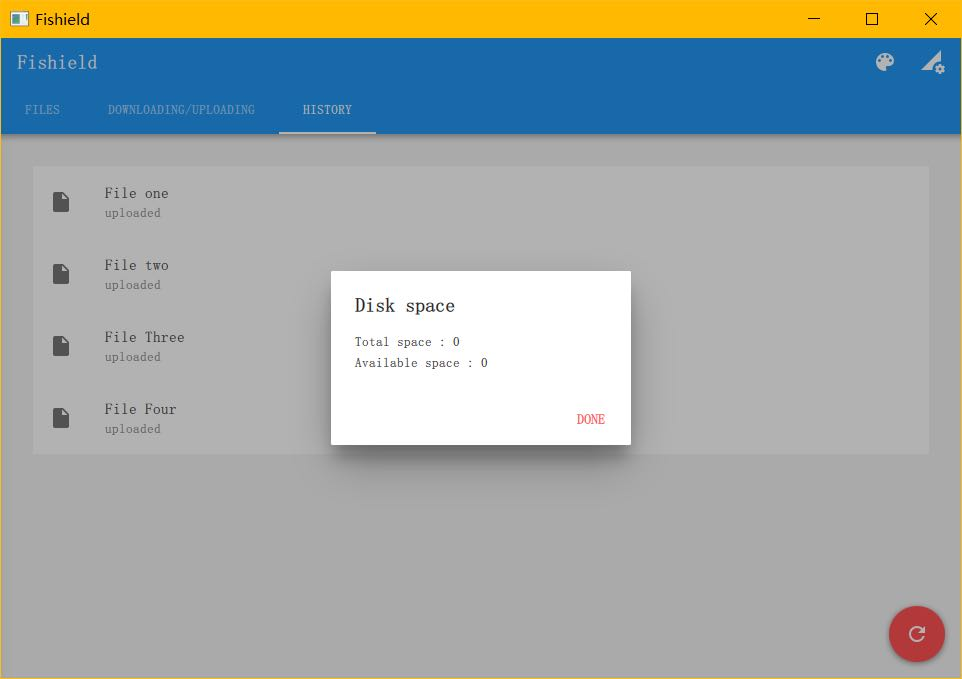 Fishield
Fishield
FILES DOWNLOADING/UPLOADING HISTORY
File one
uploaded
File two
uploaded
File Three
uploaded
File Four
uploaded
Disk space
Total space : 0
Available space : 0
DONE